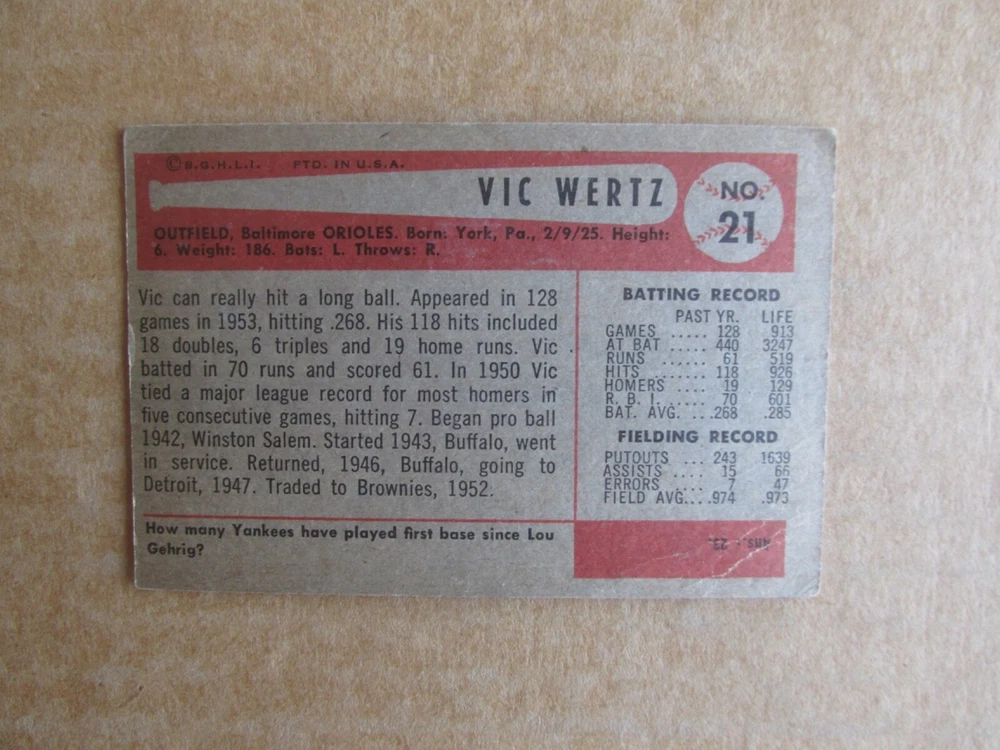 ©B.G.H.L.I. PTD. IN U.S.A.
VIC WERTZ
NO.
21
OUTFIELD, Baltimore ORIOLES. Born: York, Pa., 2/9/25. Height:
6. Weight: 186. Bats: L. Throws: R.
Vic can really hit a long ball. Appeared in 128
games in 1953, hitting .268. His 118 hits included
18 doubles, 6 triples and 19 home runs. Vic
batted in 70 runs and scored 61. In 1950 Vic
tied a major league record for most homers in
five consecutive games, hitting 7. Began pro ball
1942, Winston Salem. Started 1943, Buffalo, went
in service. Returned, 1946, Buffalo, going to
Detroit, 1947. Traded to Brownies, 1952.
BATTING RECORD
PAST YR. LIFE
GAMES ..... 128 913
AT BAT ..... 440 3247
RUNS ..... 61 519
HITS ....... 118 926
HOMERS .... 19 129
R. B. I. ..... 70 601
BAT. AVG. ...268 .285
FIELDING RECORD
PUTOUTS ... 243 1639
ASSISTS .... 15 66
ERRORS .... 7 47
FIELD AVG. ...974 .973
How many Yankees have played first base since Lou
Gehrig?
ANS.: 23.